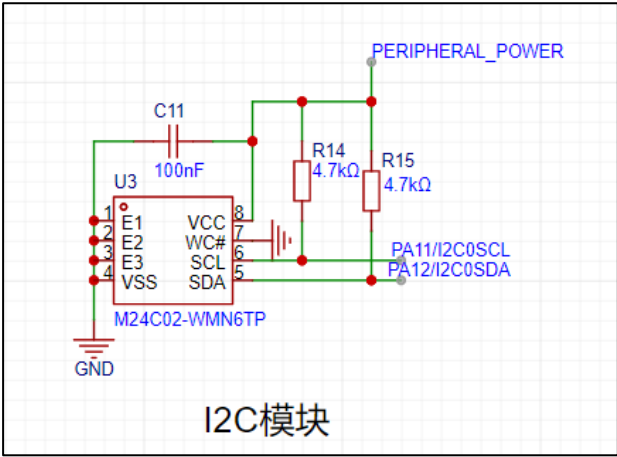 PERIPHERAL_POWER
C11
100nF
R14
4.7kΩ
R15
4.7kΩ
U3
1 E1 VCC 8
2 E2 WC# 7
3 E3 SCL 6
4 VSS SDA 5
PA11/I2C0SCL
PA12/I2C0SDA
M24C02-WMN6TP
GND
I2C模块